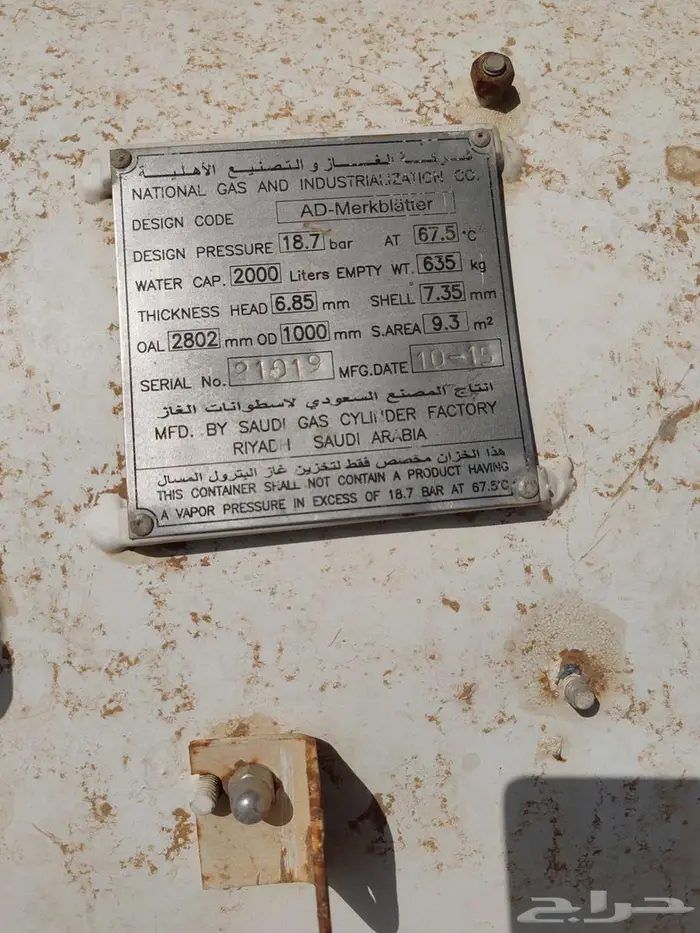 شركة الغاز والتصنيع الأهلية
NATIONAL GAS AND INDUSTRIALIZATION CO.
DESIGN CODE AD-Merkblätter
DESIGN PRESSURE 18.7 bar AT 67.5 °C
WATER CAP. 2000 Liters EMPTY WT. 635 kg
THICKNESS HEAD 6.85 mm SHELL 7.35 mm
OAL 2802 mm OD 1000 mm S.AREA 9.3 m²
SERIAL No. 21019 MFG.DATE 10-15
انتاج المصنع السعودي لاسطوانات الغاز
MFD. BY SAUDI GAS CYLINDER FACTORY
RIYADH SAUDI ARABIA
هذا الخزان مخصص فقط لتخزين غاز البترول المسال
THIS CONTAINER SHALL NOT CONTAIN A PRODUCT HAVING
A VAPOR PRESSURE IN EXCESS OF 18.7 BAR AT 67.5°C
حراج